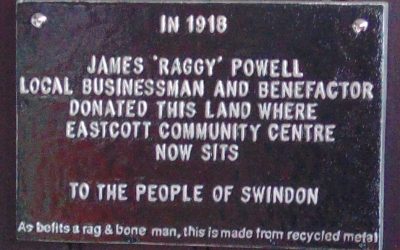 IN 1918
JAMES 'RAGGY' POWELL
LOCAL BUSINESSMAN AND BENEFACTOR
DONATED THIS LAND WHERE
EASTCOTT COMMUNITY CENTRE
NOW SITS
TO THE PEOPLE OF SWINDON
As befits a rag & bone man, this is made from recycled metal